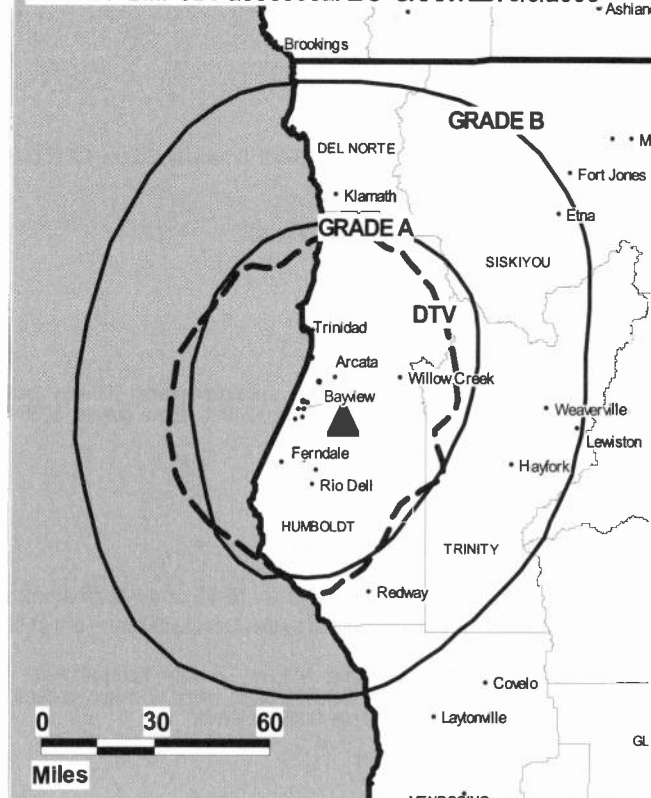 Ashlan
Brookings
GRADE B
M
DEL NORTE
Fort Jones
Klamath
Etna
GRADE A
SISKIYOU
DTV
Trinidad
Arcata
Willow Creek
Bayview
Weaverville
Lewiston
Ferndale
Hayfork
Rio Dell
HUMBOLDT
TRINITY
Redway
Covelo
0 30 60
Laytonville
GL
Miles